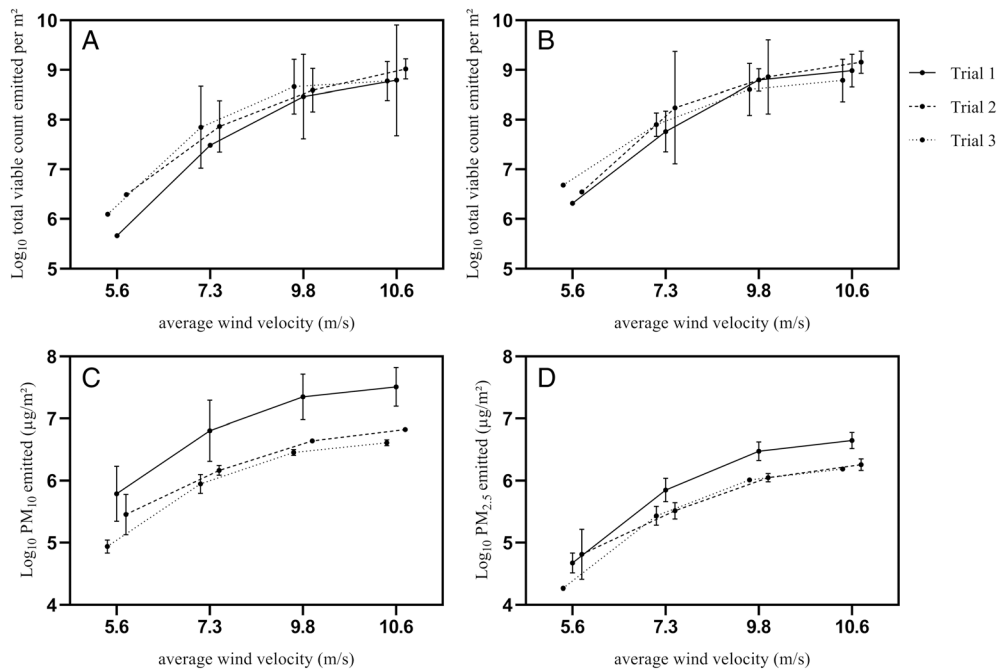 A
Log₁₀ total viable count emitted per m²
10
9
8
7
6
5
5.6 7.3 9.8 10.6
average wind velocity (m/s)
B
Log₁₀ total viable count emitted per m²
10
9
8
7
6
5
5.6 7.3 9.8 10.6
average wind velocity (m/s)
Trial 1
Trial 2
Trial 3
C
Log₁₀ PM₁₀ emitted (µg/m²)
8
7
6
5
4
5.6 7.3 9.8 10.6
average wind velocity (m/s)
D
Log₁₀ PM₂.₅ emitted (µg/m²)
8
7
6
5
4
5.6 7.3 9.8 10.6
average wind velocity (m/s)